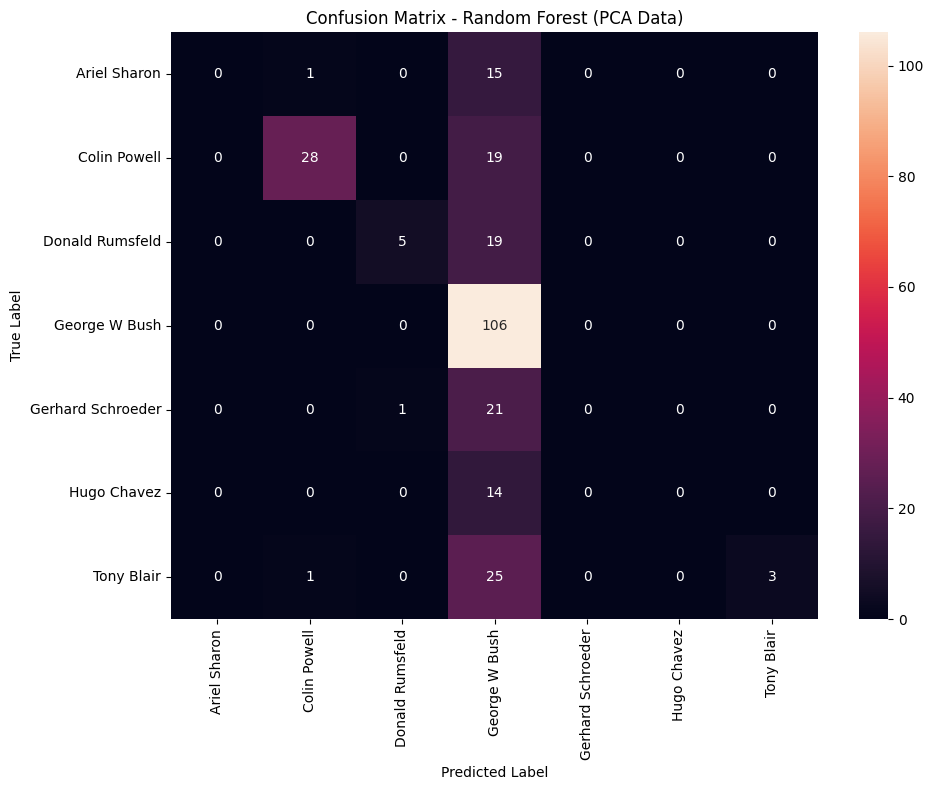 Confusion Matrix - Random Forest (PCA Data)
Ariel Sharon 0 1 0 15 0 0 0
Colin Powell 0 28 0 19 0 0 0
Donald Rumsfeld 0 0 5 19 0 0 0
George W Bush 0 0 0 106 0 0 0
Gerhard Schroeder 0 0 1 21 0 0 0
Hugo Chavez 0 0 0 14 0 0 0
Tony Blair 0 1 0 25 0 0 3
True Label
Ariel Sharon
Colin Powell
Donald Rumsfeld
George W Bush
Gerhard Schroeder
Hugo Chavez
Tony Blair
Predicted Label
100
80
60
40
20
0